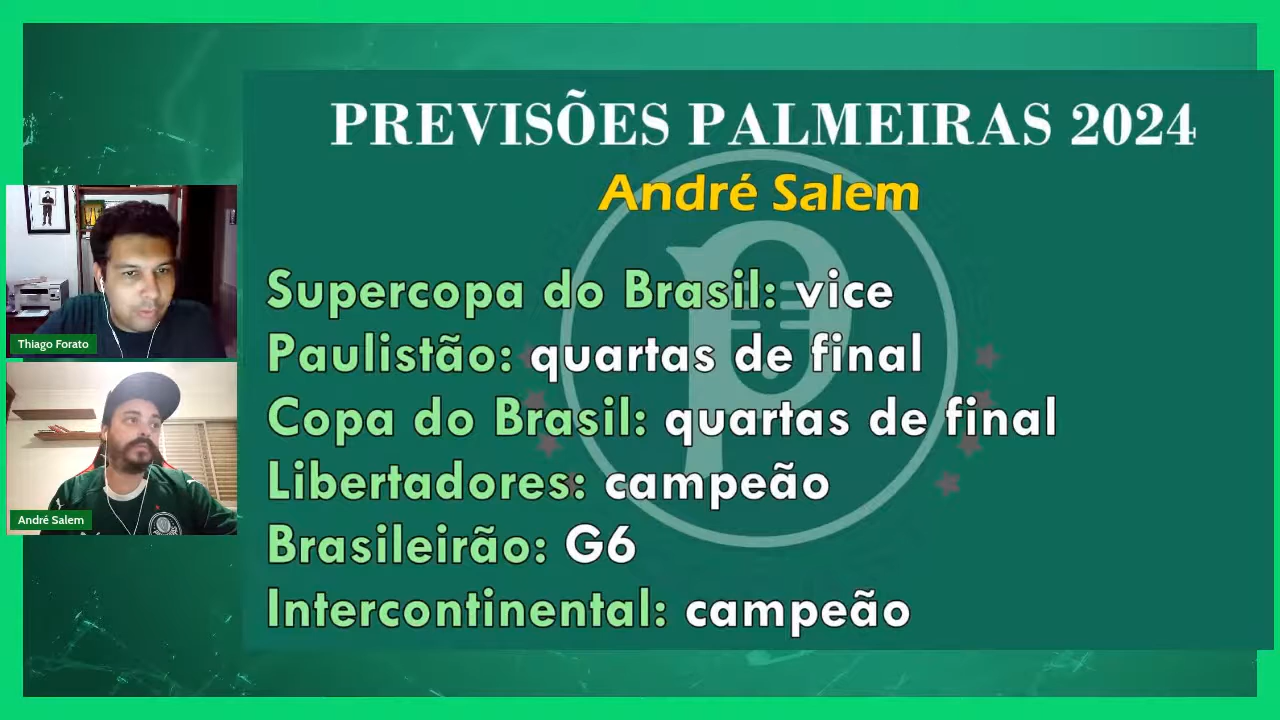 PREVISÕES PALMEIRAS 2024
André Salem
Supercopa do Brasil: vice
Paulistão: quartas de final
Copa do Brasil: quartas de final
Libertadores: campeão
Brasileirão: G6
Intercontinental: campeão
Thiago Forato
André Salem